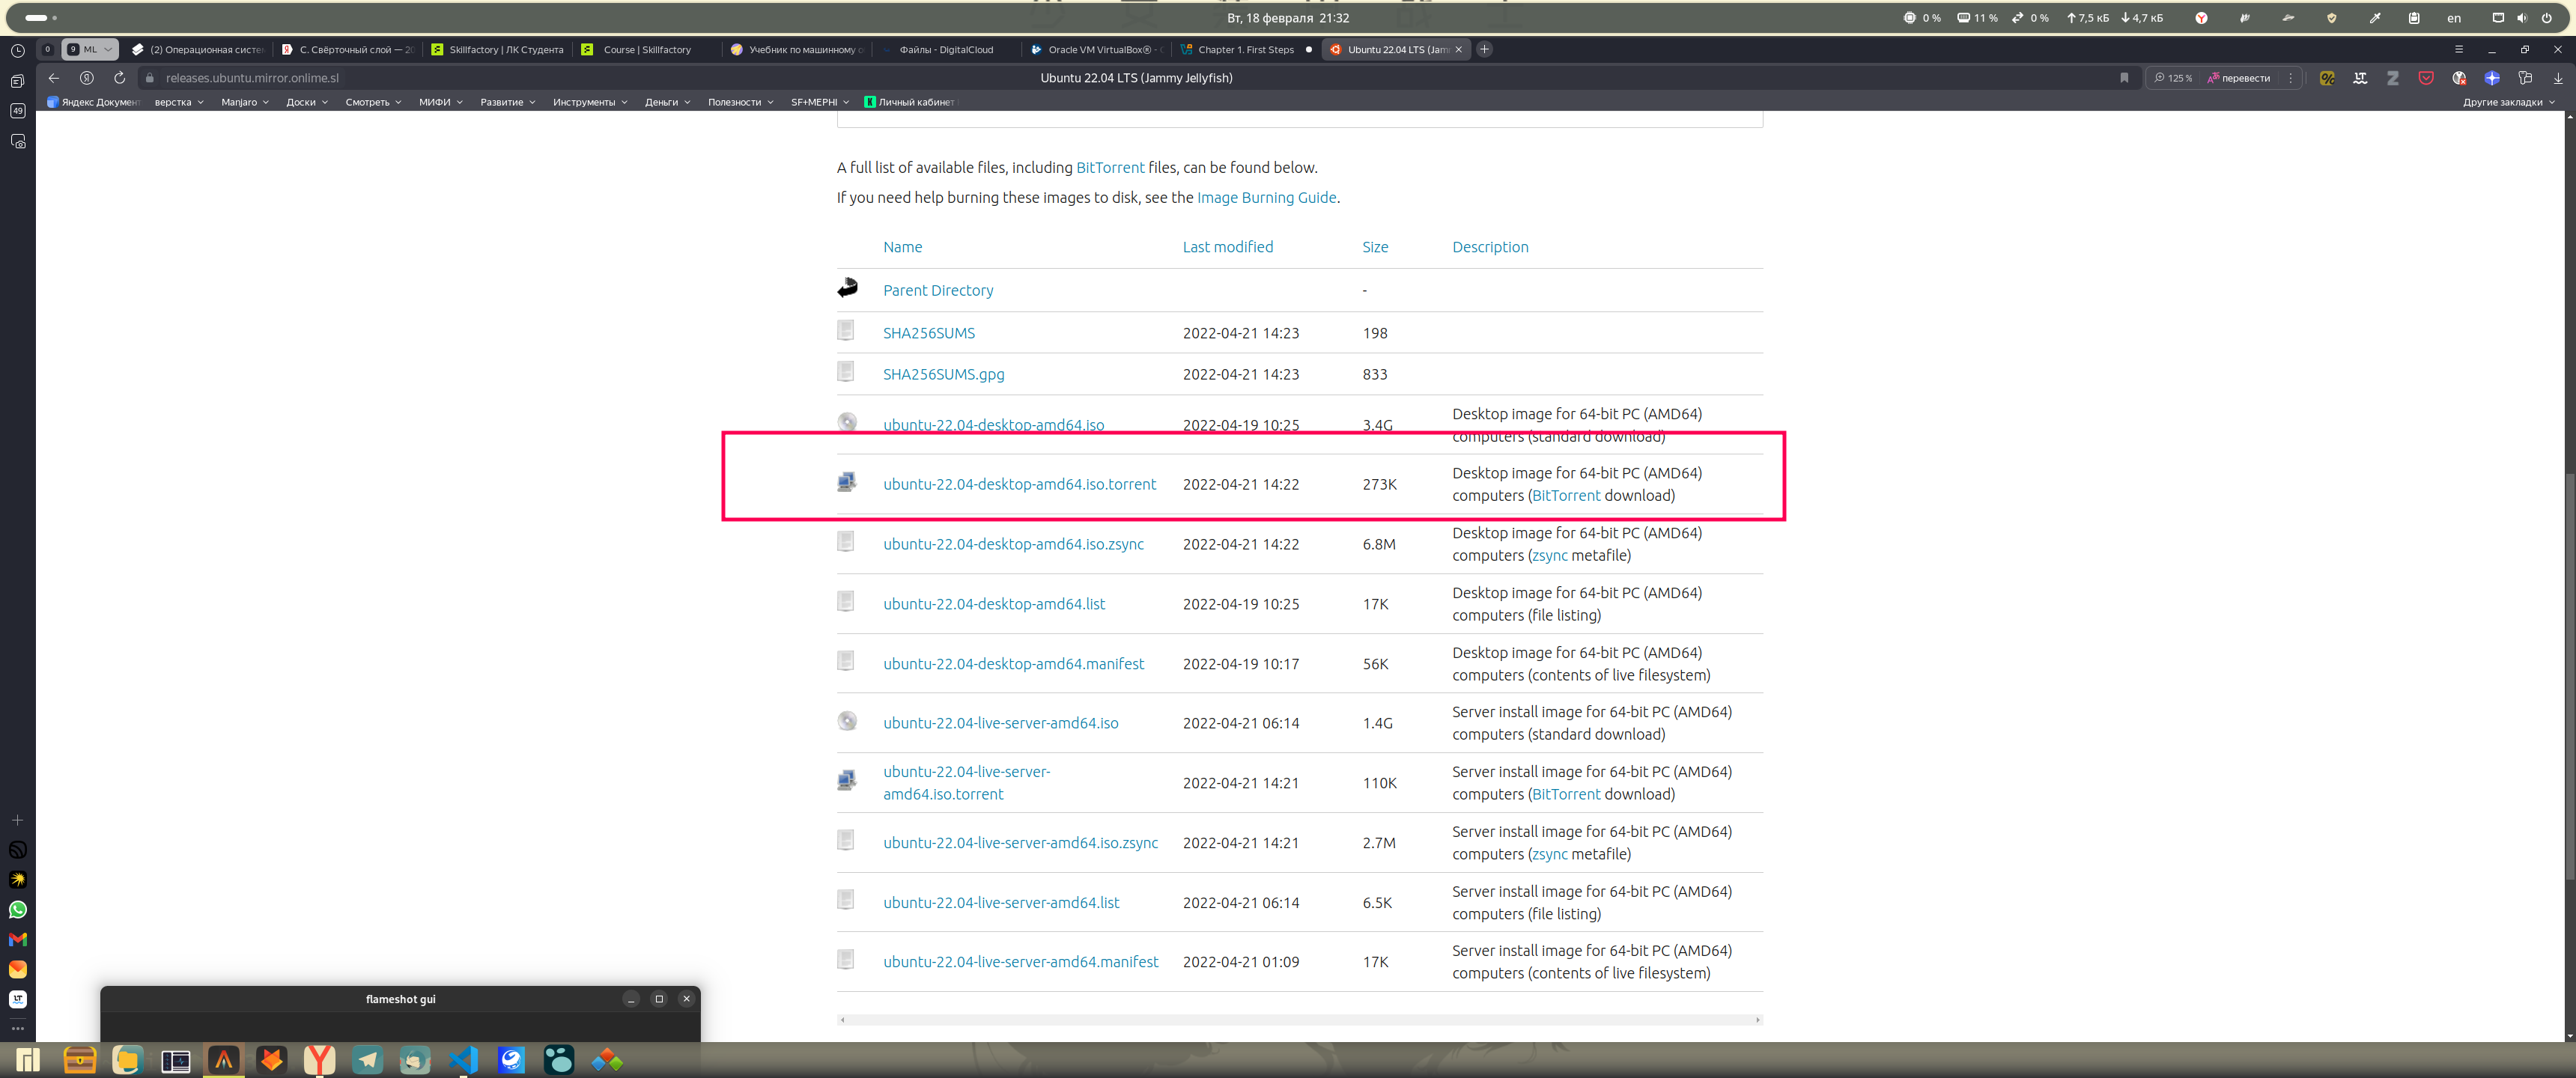 Вт, 18 февраля 21:32
0 % 11 % 0 % 7,5 кБ 4,7 кБ en
0 9 ML (2) Операционная систе С. Свёрточный слой — 20 Skillfactory | ЛК Студента Course | Skillfactory Учебник по машинному о Файлы - DigitalCloud Oracle VM VirtualBox® - Chapter 1. First Steps Ubuntu 22.04 LTS (Jam
releases.ubuntu.mirror.onlime.sl Ubuntu 22.04 LTS (Jammy Jellyfish) 125 % перевести
49 Яндекс Документ верстка Manjaro Доски Смотреть МИФИ Развитие Инструменты Деньги Полезности SF+MEPHI Личный кабинет Другие закладки
A full list of available files, including BitTorrent files, can be found below.
If you need help burning these images to disk, see the Image Burning Guide.
Name Last modified Size Description
Parent Directory -
SHA256SUMS 2022-04-21 14:23 198
SHA256SUMS.gpg 2022-04-21 14:23 833
ubuntu-22.04-desktop-amd64.iso 2022-04-19 10:25 3.4G Desktop image for 64-bit PC (AMD64)
computers (standard download)
ubuntu-22.04-desktop-amd64.iso.torrent 2022-04-21 14:22 273K Desktop image for 64-bit PC (AMD64)
computers (BitTorrent download)
ubuntu-22.04-desktop-amd64.iso.zsync 2022-04-21 14:22 6.8M Desktop image for 64-bit PC (AMD64)
computers (zsync metafile)
ubuntu-22.04-desktop-amd64.list 2022-04-19 10:25 17K Desktop image for 64-bit PC (AMD64)
computers (file listing)
ubuntu-22.04-desktop-amd64.manifest 2022-04-19 10:17 56K Desktop image for 64-bit PC (AMD64)
computers (contents of live filesystem)
ubuntu-22.04-live-server-amd64.iso 2022-04-21 06:14 1.4G Server install image for 64-bit PC (AMD64)
computers (standard download)
ubuntu-22.04-live-server-
amd64.iso.torrent 2022-04-21 14:21 110K Server install image for 64-bit PC (AMD64)
computers (BitTorrent download)
ubuntu-22.04-live-server-amd64.iso.zsync 2022-04-21 14:21 2.7M Server install image for 64-bit PC (AMD64)
computers (zsync metafile)
ubuntu-22.04-live-server-amd64.list 2022-04-21 06:14 6.5K Server install image for 64-bit PC (AMD64)
computers (file listing)
ubuntu-22.04-live-server-amd64.manifest 2022-04-21 01:09 17K Server install image for 64-bit PC (AMD64)
computers (contents of live filesystem)
flameshot gui